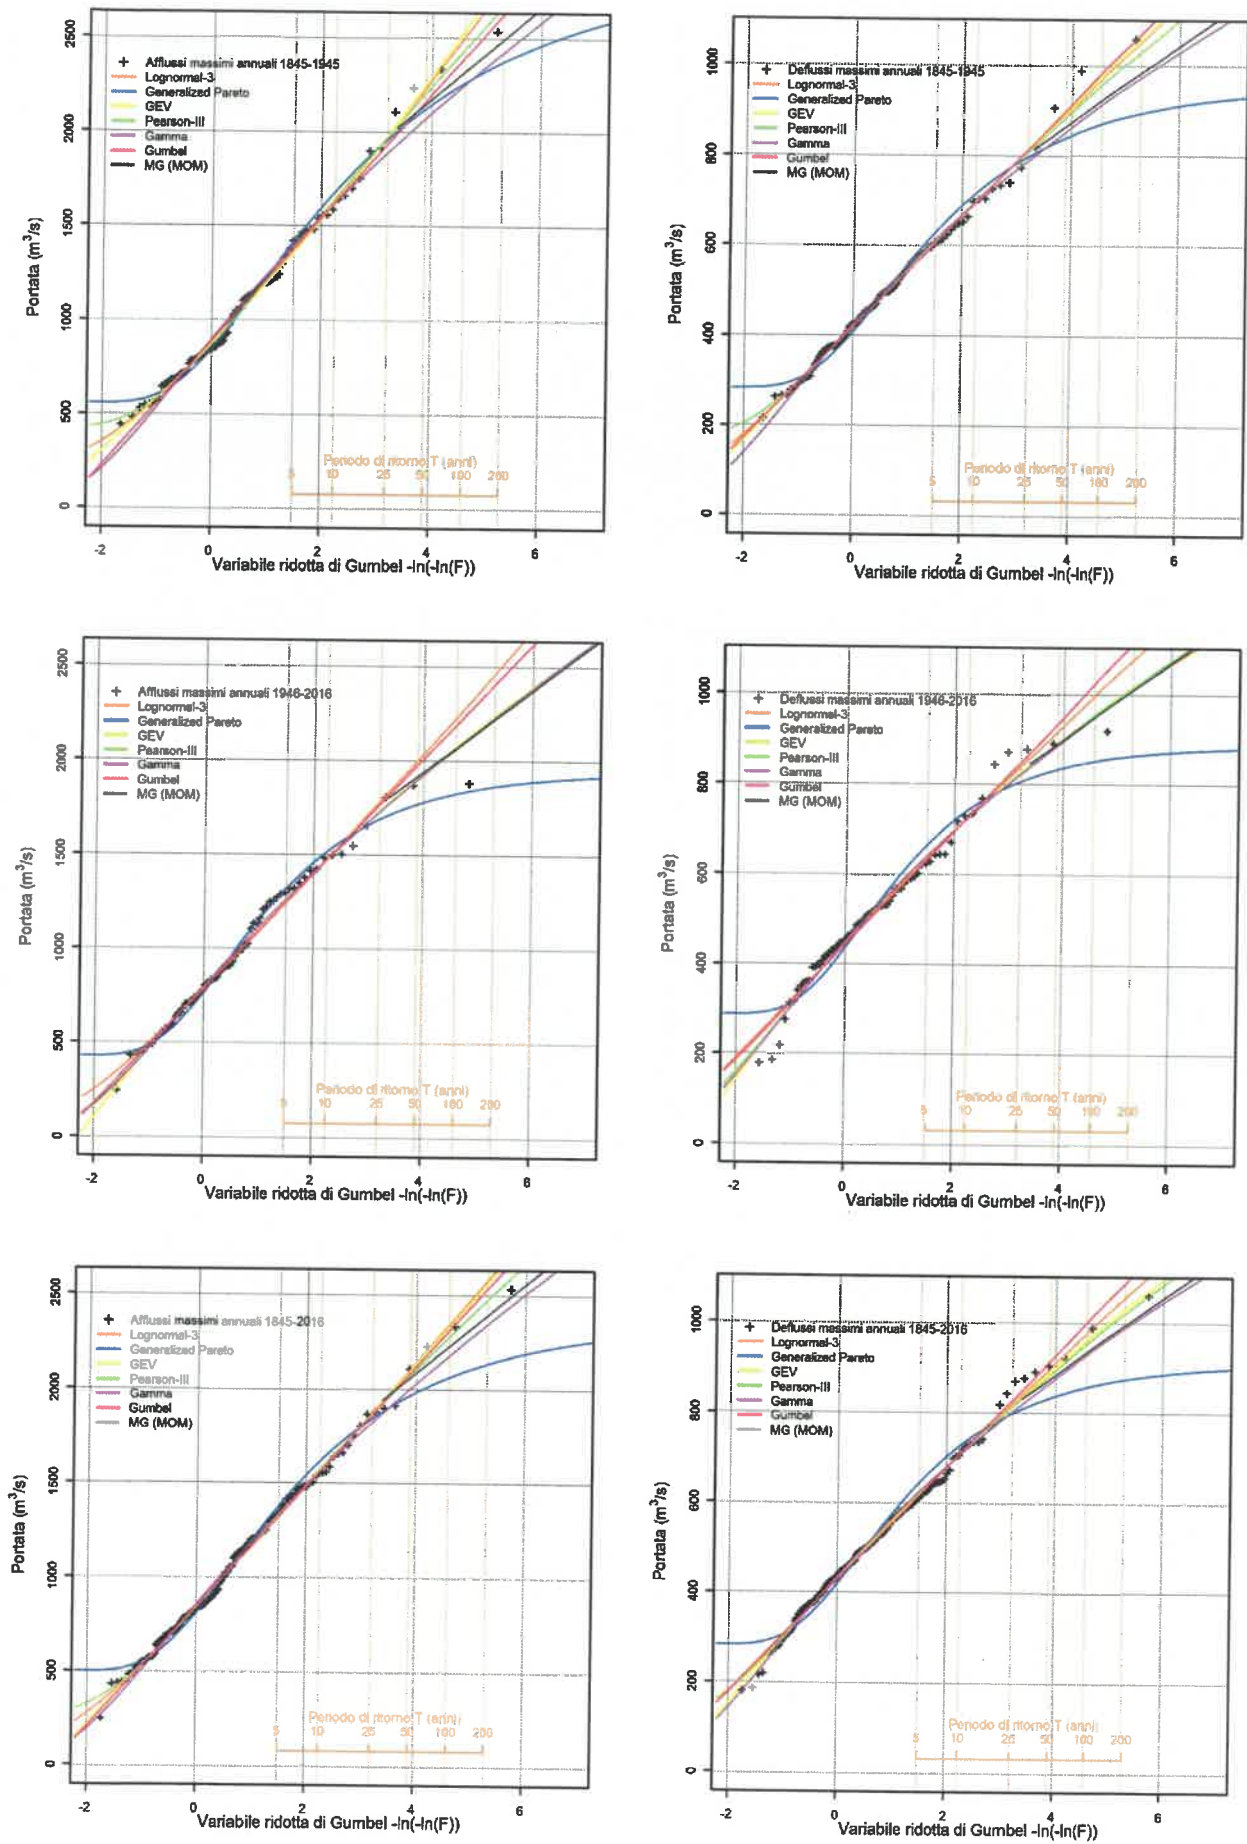 Portata (m³/s)
2500
2000
1500
1000
500
0
Afflussi massimi annuali 1845-1945
Lognormal-3
Generalized Pareto
GEV
Pearson-III
Gamma
Gumbel
MG (MOM)
Periodo di ritorno T (anni)
5 10 25 50 100 200
-2 0 2 4 6
Variabile ridotta di Gumbel -ln(-ln(F))
Portata (m³/s)
1000
800
600
400
200
0
Deflussi massimi annuali 1845-1945
Lognormal-3
Generalized Pareto
GEV
Pearson-III
Gamma
Gumbel
MG (MOM)
Periodo di ritorno T (anni)
5 10 25 50 100 200
-2 0 2 4 6
Variabile ridotta di Gumbel -ln(-ln(F))
Portata (m³/s)
2500
2000
1500
1000
500
0
Afflussi massimi annuali 1946-2016
Lognormal-3
Generalized Pareto
GEV
Pearson-III
Gamma
Gumbel
MG (MOM)
Periodo di ritorno T (anni)
5 10 25 50 100 200
-2 0 2 4 6
Variabile ridotta di Gumbel -ln(-ln(F))
Portata (m³/s)
1000
800
600
400
200
0
Deflussi massimi annuali 1946-2016
Lognormal-3
Generalized Pareto
GEV
Pearson-III
Gamma
Gumbel
MG (MOM)
Periodo di ritorno T (anni)
5 10 25 50 100 200
-2 0 2 4 6
Variabile ridotta di Gumbel -ln(-ln(F))
Portata (m³/s)
2500
2000
1500
1000
500
0
Afflussi massimi annuali 1845-2016
Lognormal-3
Generalized Pareto
GEV
Pearson-III
Gamma
Gumbel
MG (MOM)
Periodo di ritorno T (anni)
5 10 25 50 100 200
-2 0 2 4 6
Variabile ridotta di Gumbel -ln(-ln(F))
Portata (m³/s)
1000
800
600
400
200
0
Deflussi massimi annuali 1845-2016
Lognormal-3
Generalized Pareto
GEV
Pearson-III
Gamma
Gumbel
MG (MOM)
Periodo di ritorno T (anni)
5 10 25 50 100 200
-2 0 2 4 6
Variabile ridotta di Gumbel -ln(-ln(F))